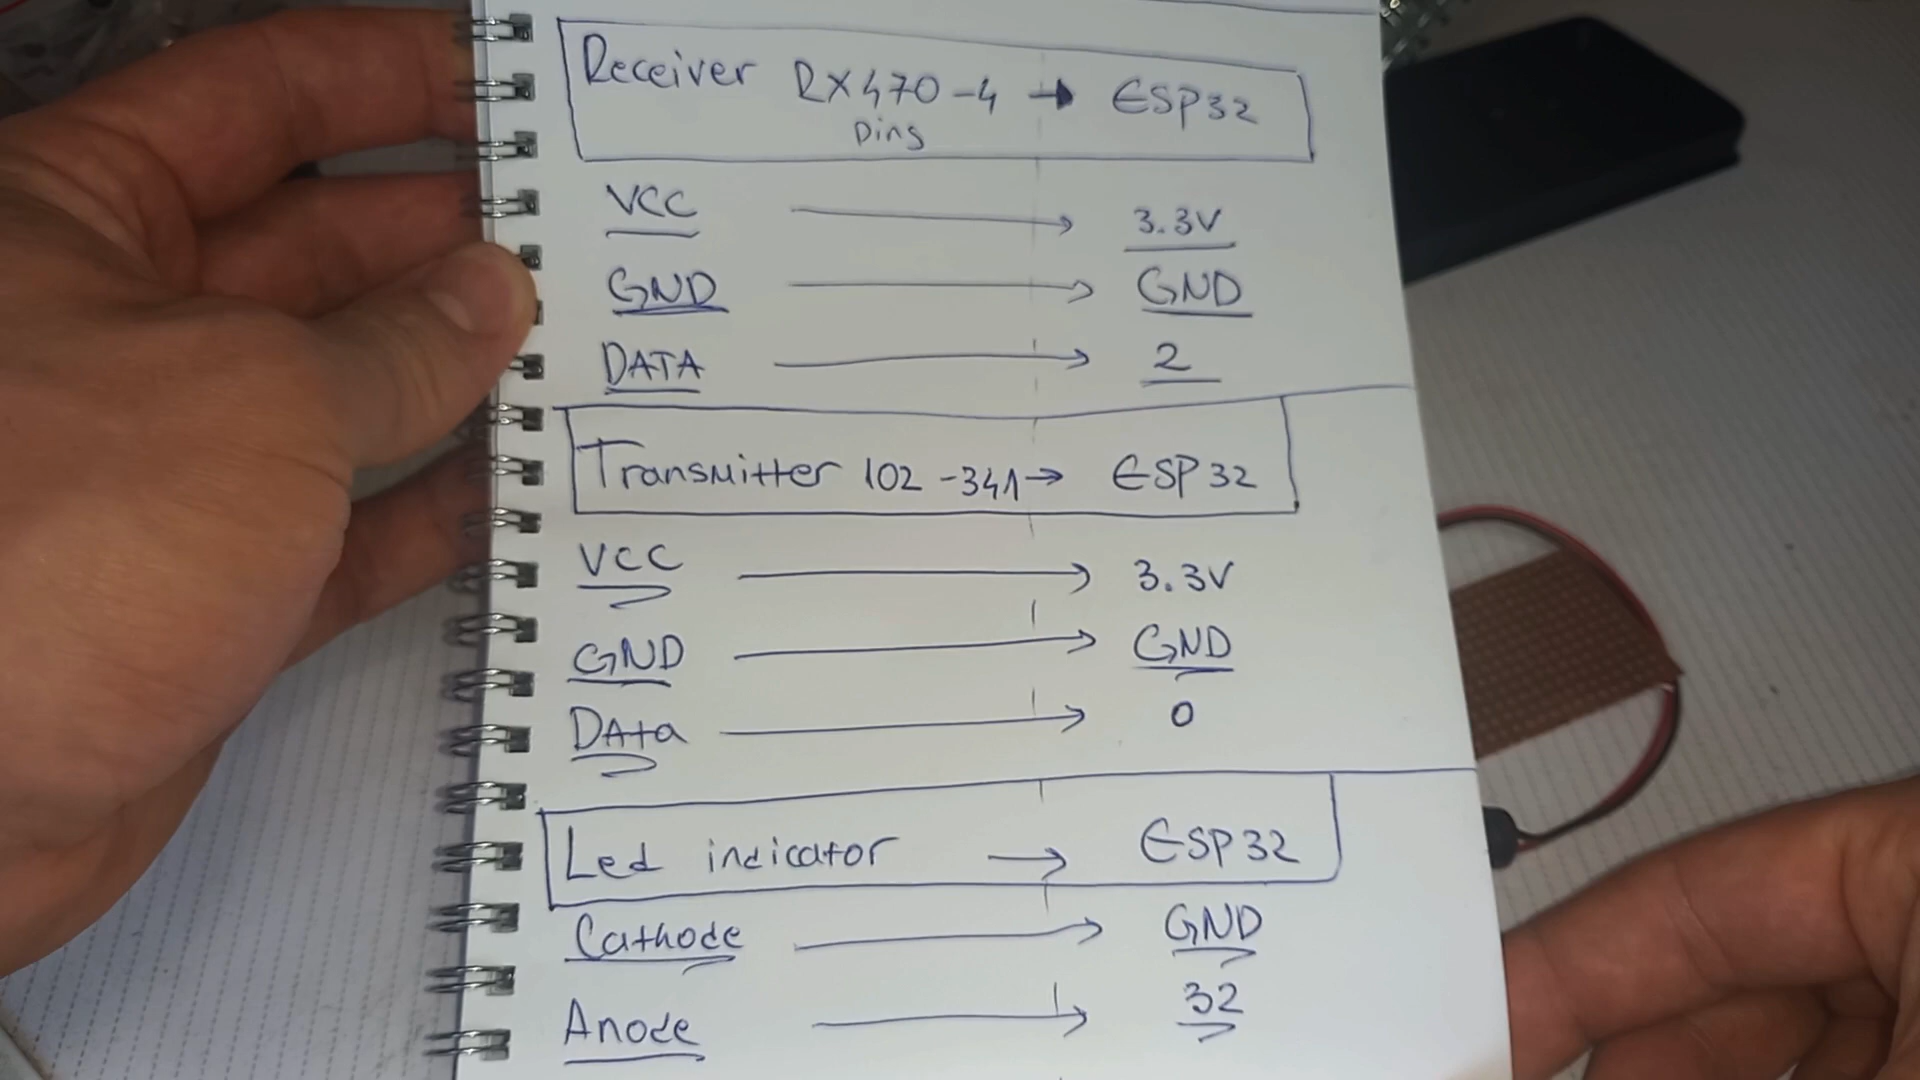 Receiver RX470-4 → ESP32
Pins
VCC → 3.3V
GND → GND
DATA → 2
Transmitter 102-341 → ESP32
VCC → 3.3V
GND → GND
DAta → 0
Led indicator → ESP32
Cathode → GND
Anode → 32